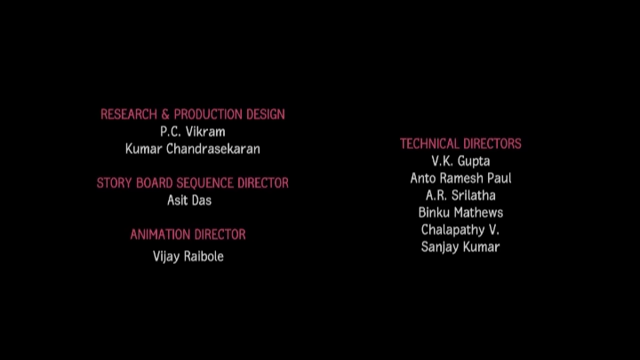 RESEARCH & PRODUCTION DESIGN
P.C. Vikram
Kumar Chandrasekaran
STORY BOARD SEQUENCE DIRECTOR
Asit Das
ANIMATION DIRECTOR
Vijay Raibole
TECHNICAL DIRECTORS
V.K. Gupta
Anto Ramesh Paul
A.R. Srilatha
Binku Mathews
Chalapathy V.
Sanjay Kumar